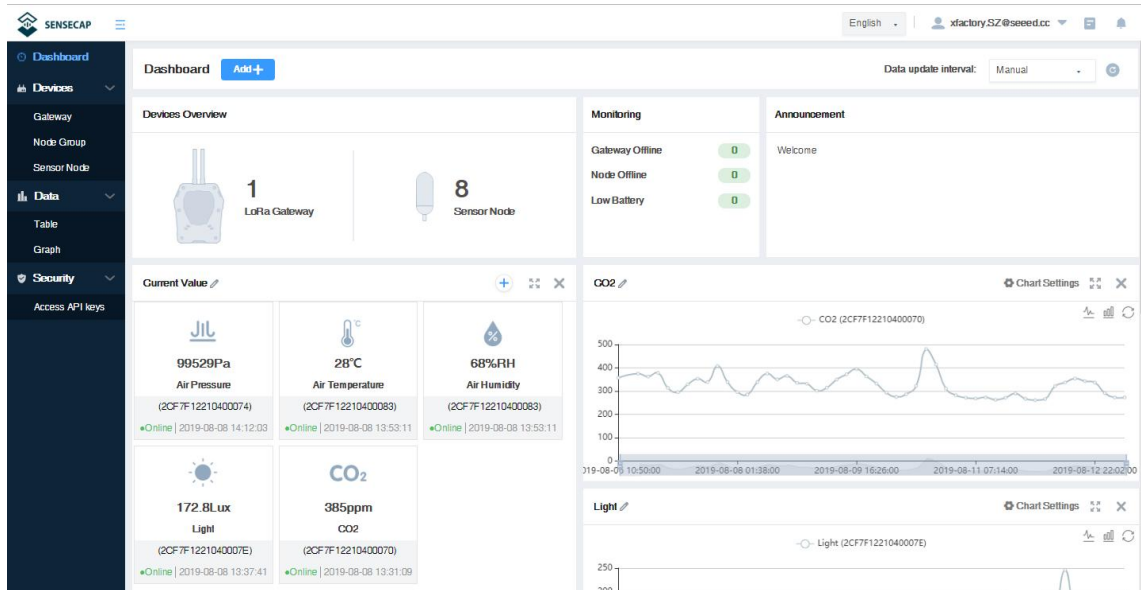 SENSECAP
English
xfactory.SZ@seeed.cc
Dashboard
Devices
Gateway
Node Group
Sensor Node
Data
Table
Graph
Security
Access API keys
Dashboard
Add+
Data update interval:
Manual
Devices Overview
1
LoRa Gateway
8
Sensor Node
Monitoring
Gateway Offline 0
Node Offline 0
Low Battery 0
Announcement
Welcome
Current Value
99529Pa
Air Pressure
(2CF7F12210400074)
Online | 2019-08-08 14:12:03
°C
28°C
Air Temperature
(2CF7F12210400083)
Online | 2019-08-08 13:53:11
%
68%RH
Air Humidity
(2CF7F12210400083)
Online | 2019-08-08 13:53:11
172.8Lux
Light
(2CF7F1221040007E)
Online | 2019-08-08 13:37:41
CO2
385ppm
CO2
(2CF7F12210400070)
Online | 2019-08-08 13:31:09
CO2
Chart Settings
CO2 (2CF7F12210400070)
500
400
300
200
100
0
2019-08-08 01:38:00
2019-08-09 16:26:00
2019-08-11 07:14:00
2019-08-12 22:02:00
Light
Chart Settings
Light (2CF7F1221040007E)
250